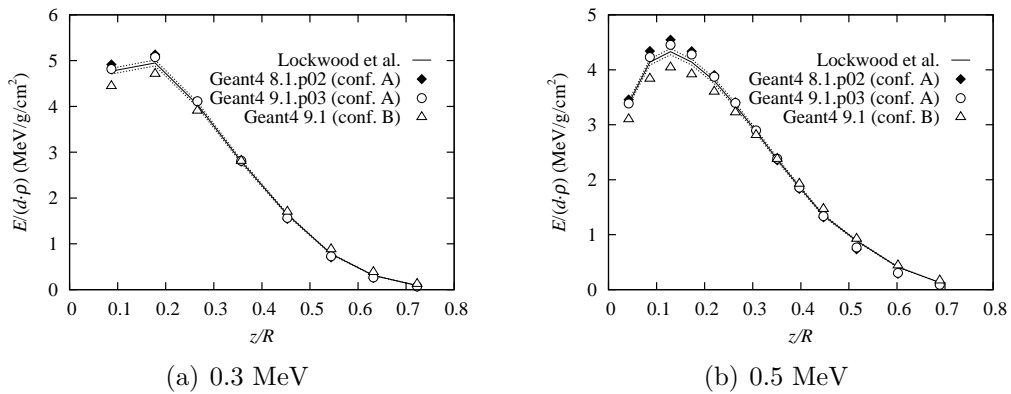 6
5
4
3
2
1
0
0 0.1 0.2 0.3 0.4 0.5 0.6 0.7 0.8
E/(d·ρ) (MeV/g/cm²)
z/R
Lockwood et al.
Geant4 8.1.p02 (conf. A)
Geant4 9.1.p03 (conf. A)
Geant4 9.1 (conf. B)
(a) 0.3 MeV
5
4
3
2
1
0
0 0.1 0.2 0.3 0.4 0.5 0.6 0.7 0.8
E/(d·ρ) (MeV/g/cm²)
z/R
Lockwood et al.
Geant4 8.1.p02 (conf. A)
Geant4 9.1.p03 (conf. A)
Geant4 9.1 (conf. B)
(b) 0.5 MeV